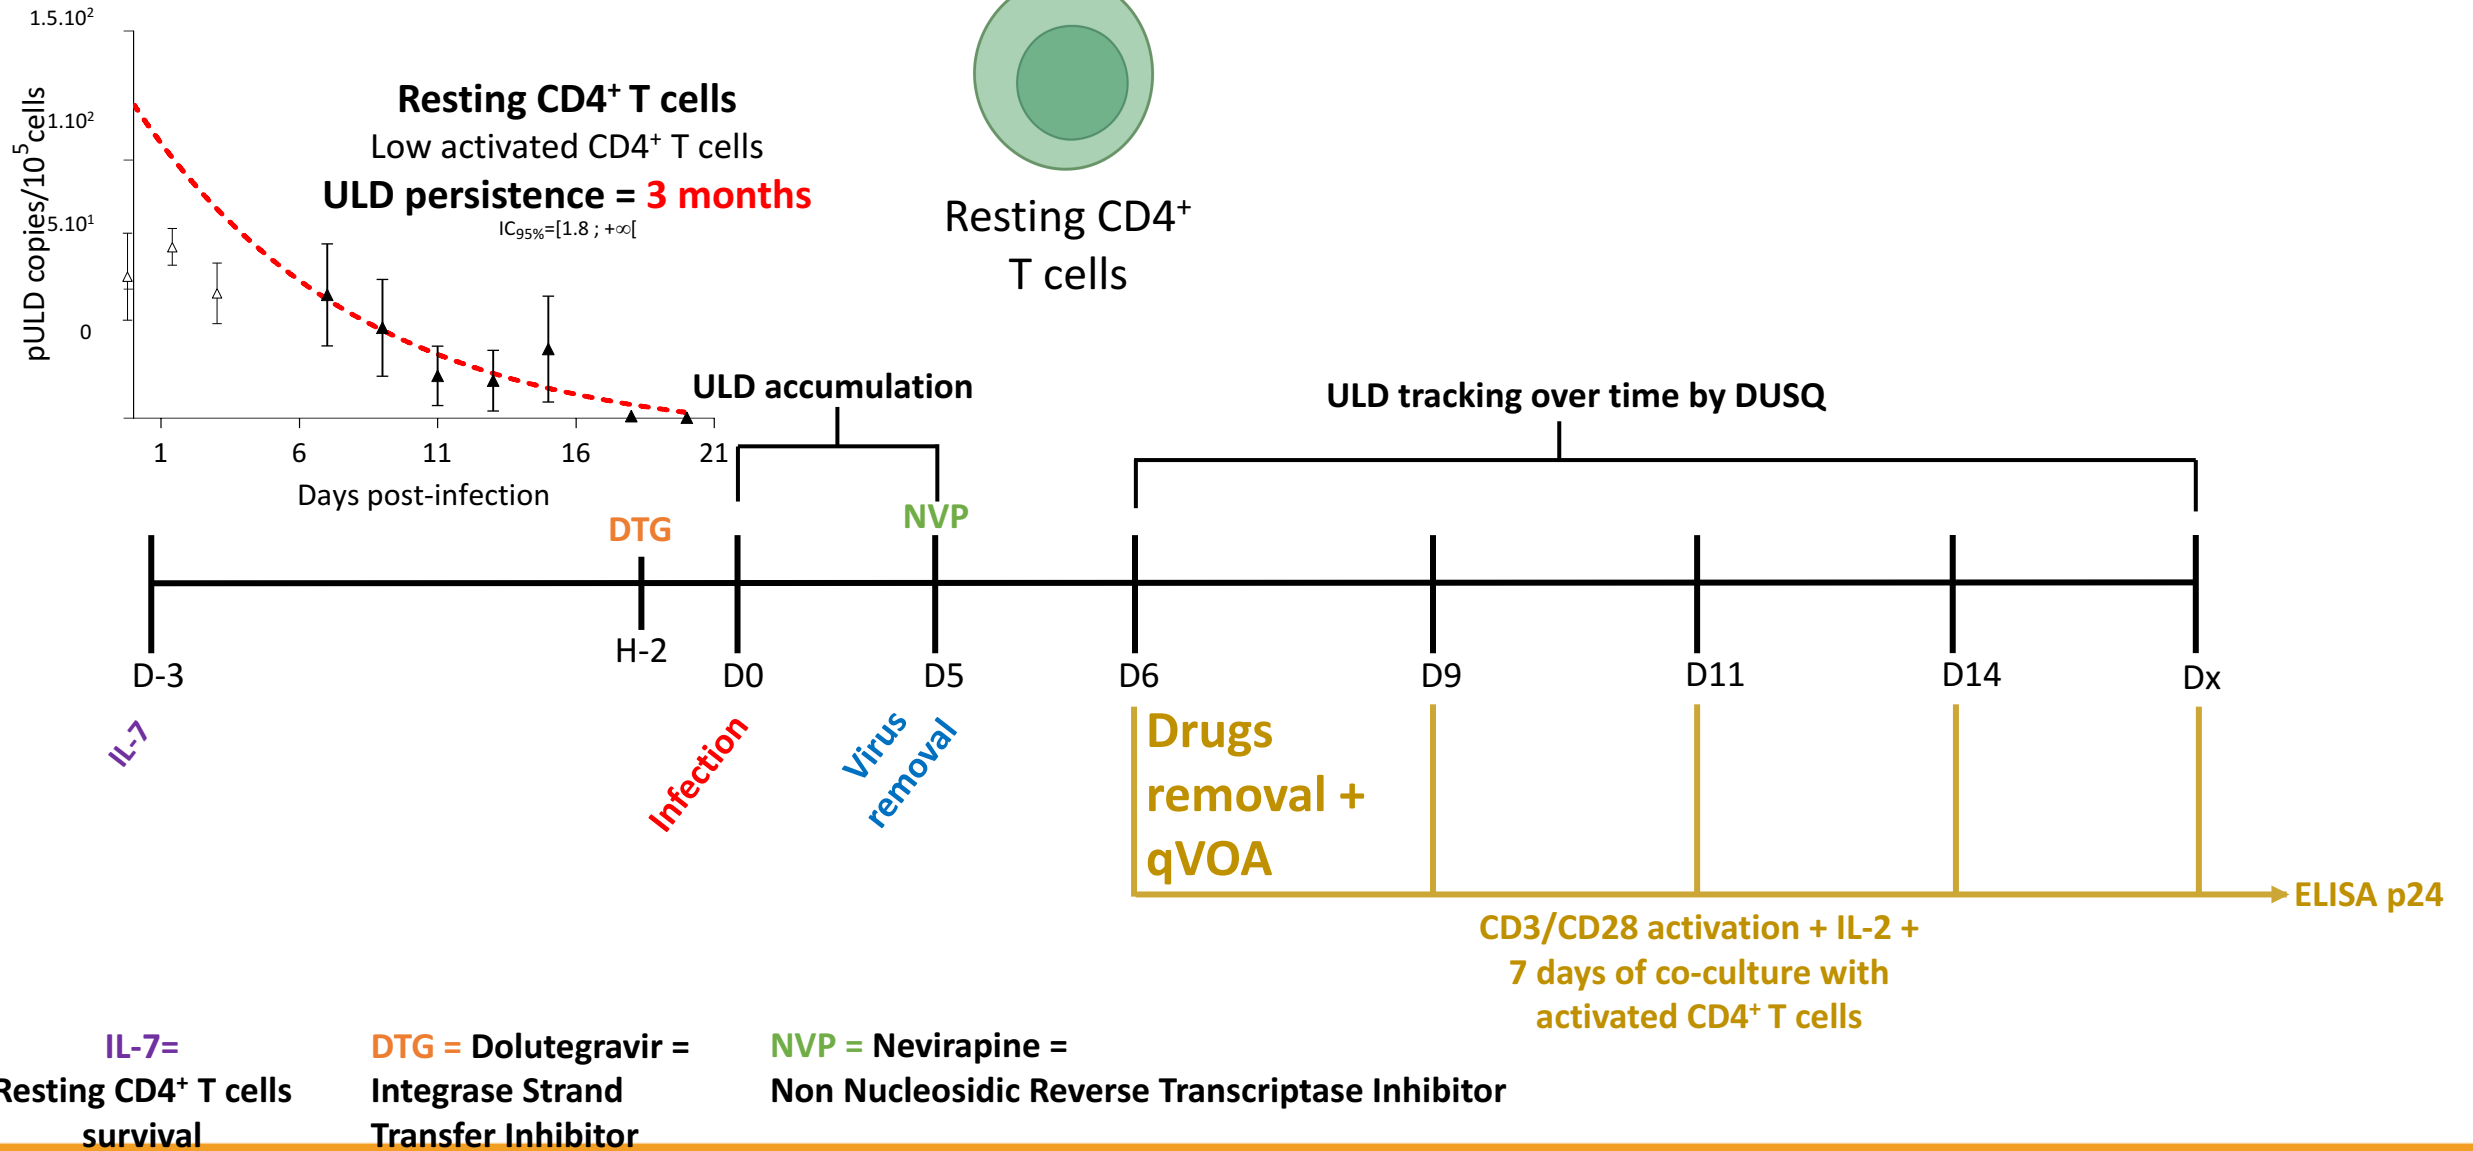 1.5.10²
1.10²
5.10¹
0
pULD copies/10⁵cells
Resting CD4⁺ T cells
Low activated CD4⁺ T cells
ULD persistence = 3 months
IC95%=[1.8 ; +∞[
1 6 11 16 21
Days post-infection
Resting CD4⁺
T cells
ULD accumulation
ULD tracking over time by DUSQ
DTG
NVP
D-3
H-2
D0
D5
D6
D9
D11
D14
Dx
IL-7
Infection
Virus
removal
Drugs
removal +
qVOA
ELISA p24
CD3/CD28 activation + IL-2 +
7 days of co-culture with
activated CD4⁺ T cells
IL-7=
Resting CD4⁺ T cells
survival
DTG = Dolutegravir =
Integrase Strand
Transfer Inhibitor
NVP = Nevirapine =
Non Nucleosidic Reverse Transcriptase Inhibitor